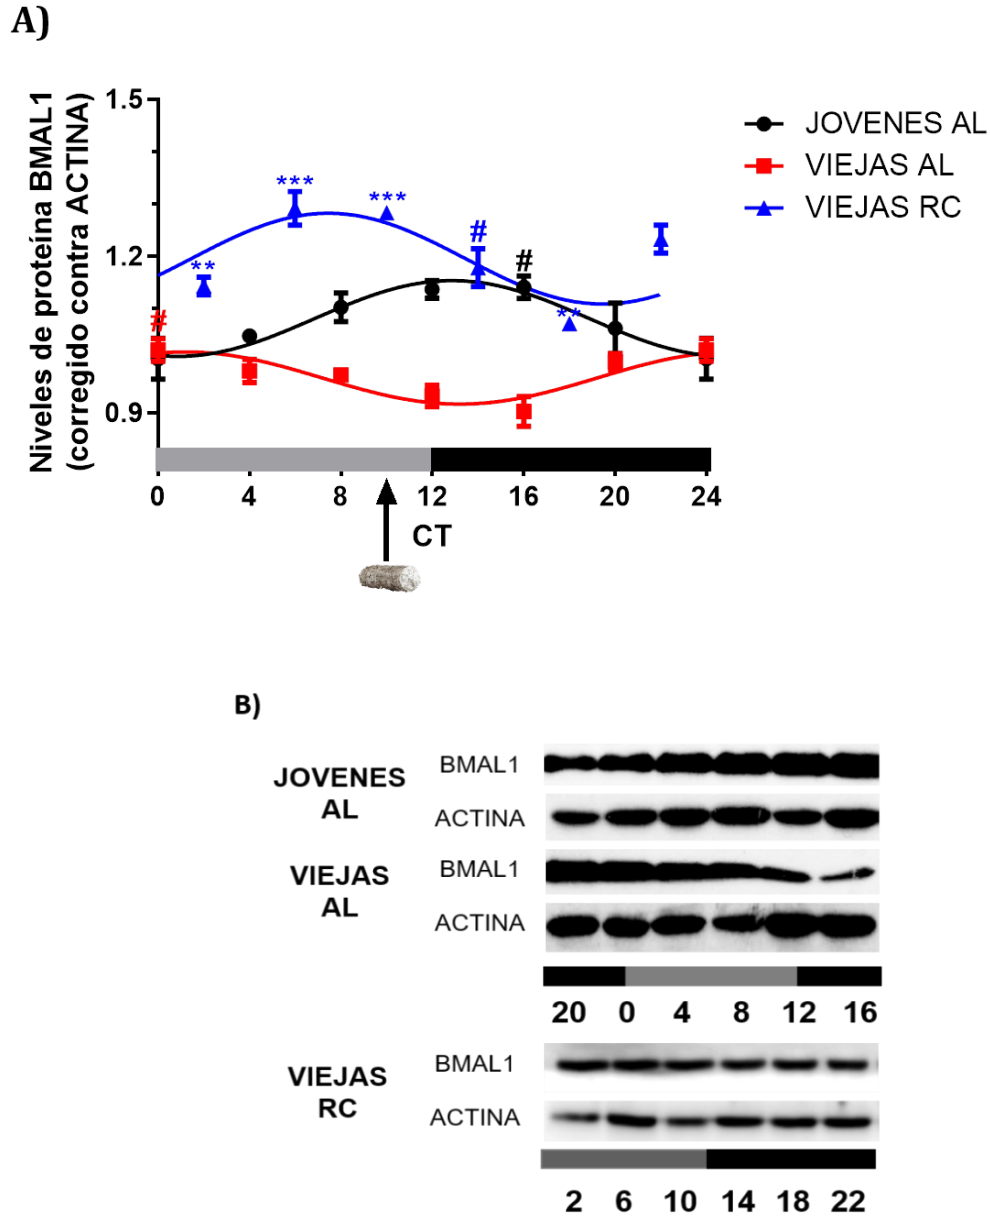 A)
Niveles de proteína BMAL1
(corregido contra ACTINA)
1.5
1.2
0.9
JOVENES AL
VIEJAS AL
VIEJAS RC
***
***
**
#
#
**
#
0 4 8 12 16 20 24
CT
B)
JOVENES
AL
BMAL1
ACTINA
VIEJAS
AL
BMAL1
ACTINA
20 0 4 8 12 16
VIEJAS
RC
BMAL1
ACTINA
2 6 10 14 18 22